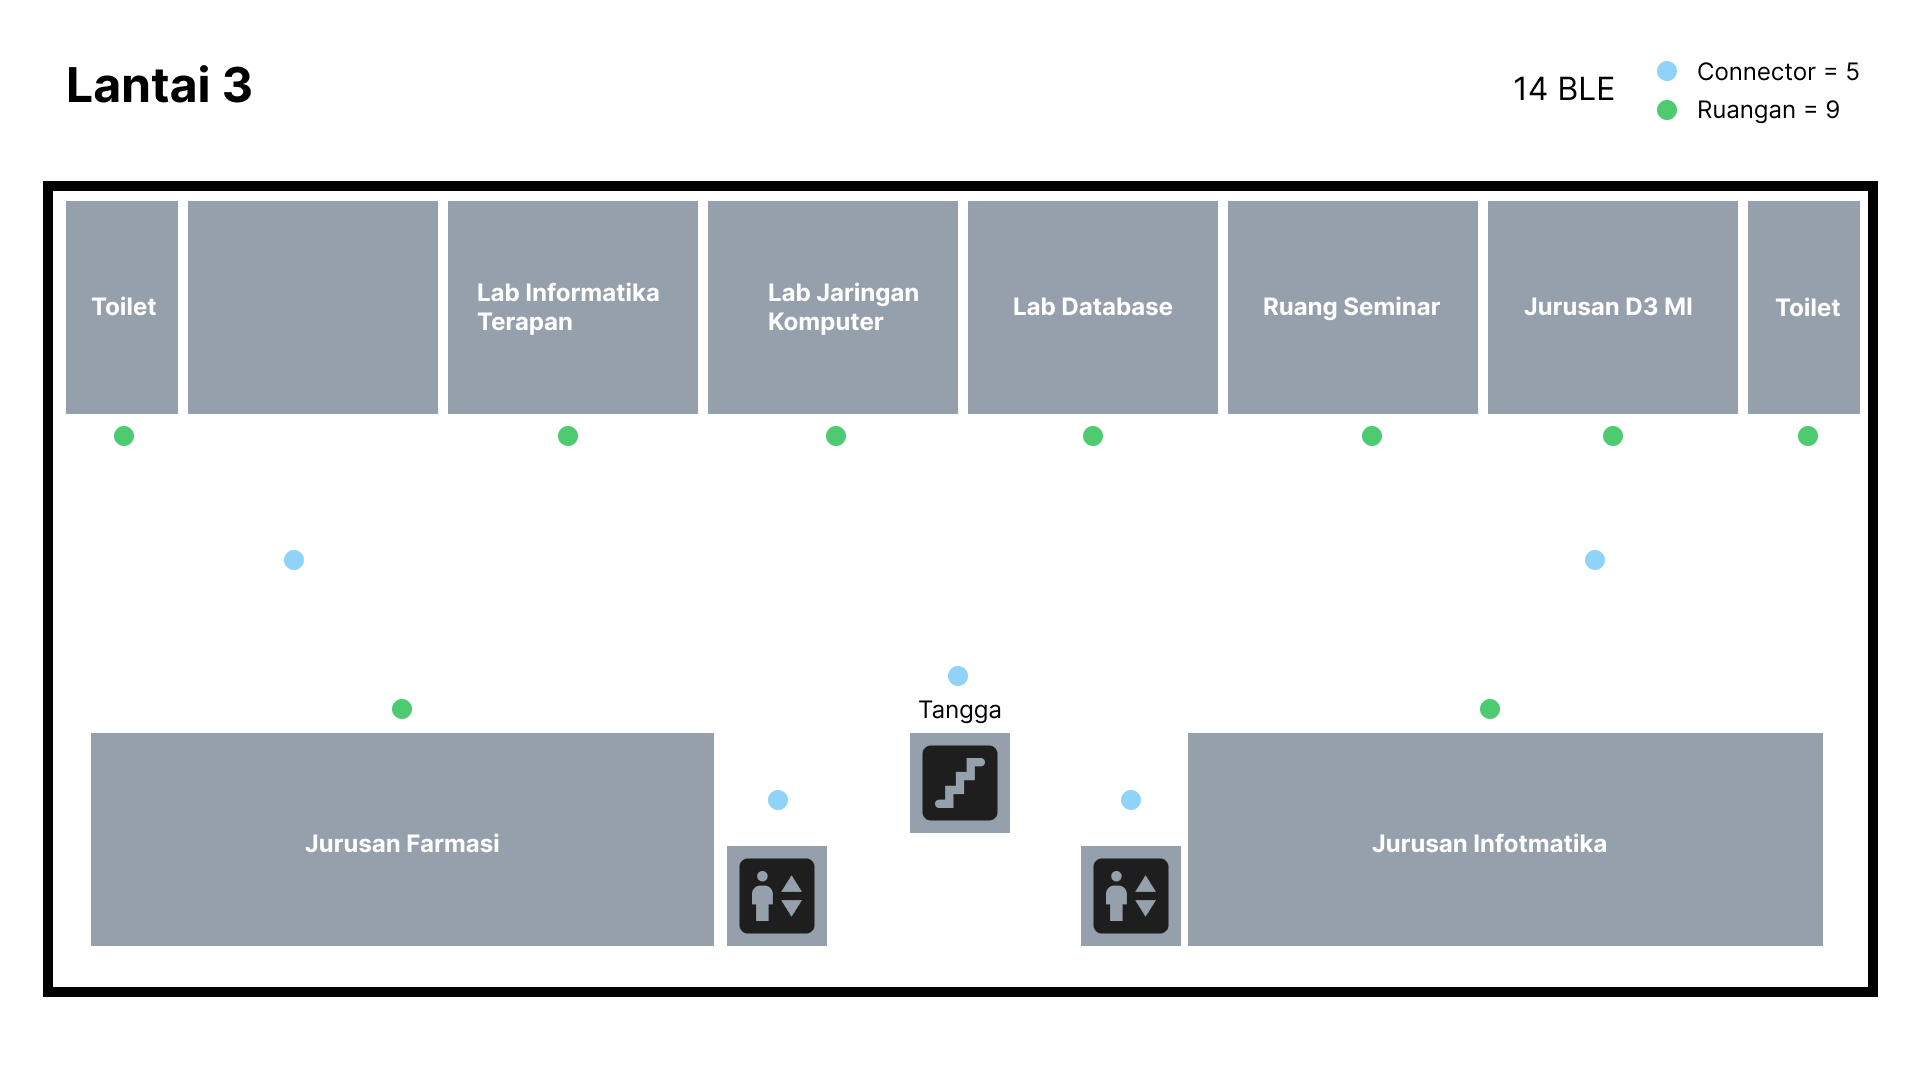 Lantai 3
14 BLE
Connector = 5
Ruangan = 9
Toilet
Lab Informatika
Terapan
Lab Jaringan
Komputer
Lab Database
Ruang Seminar
Jurusan D3 MI
Toilet
Tangga
Jurusan Farmasi
Jurusan Infotmatika